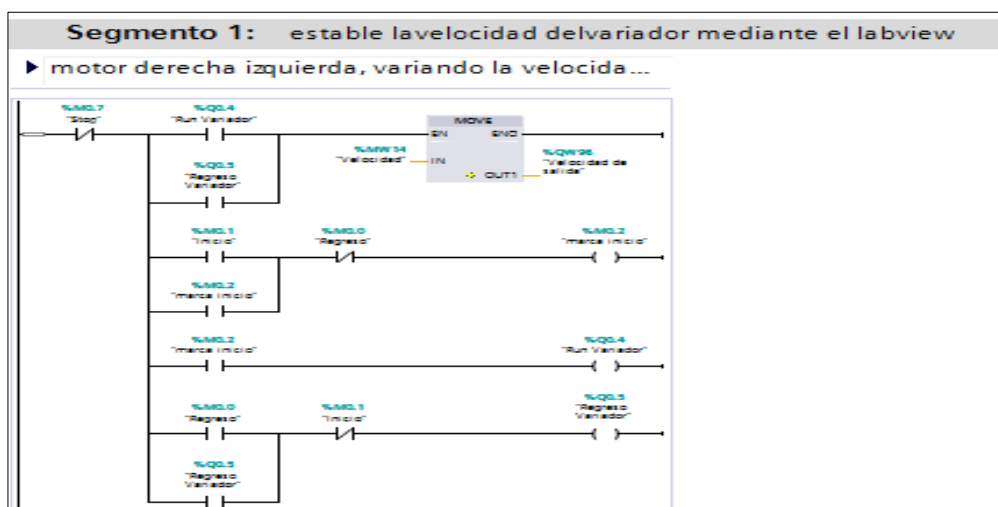 Segmento 1: estable lavelocidad delvariador mediante el labview
motor derecha izquierda, variando la velocida...
%M0.7
"Stop"
%Q0.4
"Run Variador"
MOVE
EN ENO
%MW14
"Velocidad"
IN
%QW96
"Velocidad de
salida"
OUT1
%Q0.5
"Regreso
Variador"
%M0.1
"Inicio"
%M0.0
"Regreso"
%M0.2
"marca inicio"
%M0.2
"marca inicio"
%M0.2
"marca inicio"
%Q0.4
"Run Variador"
%M0.0
"Regreso"
%M0.1
"Inicio"
%Q0.5
"Regreso
Variador"
%Q0.5
"Regreso
Variador"